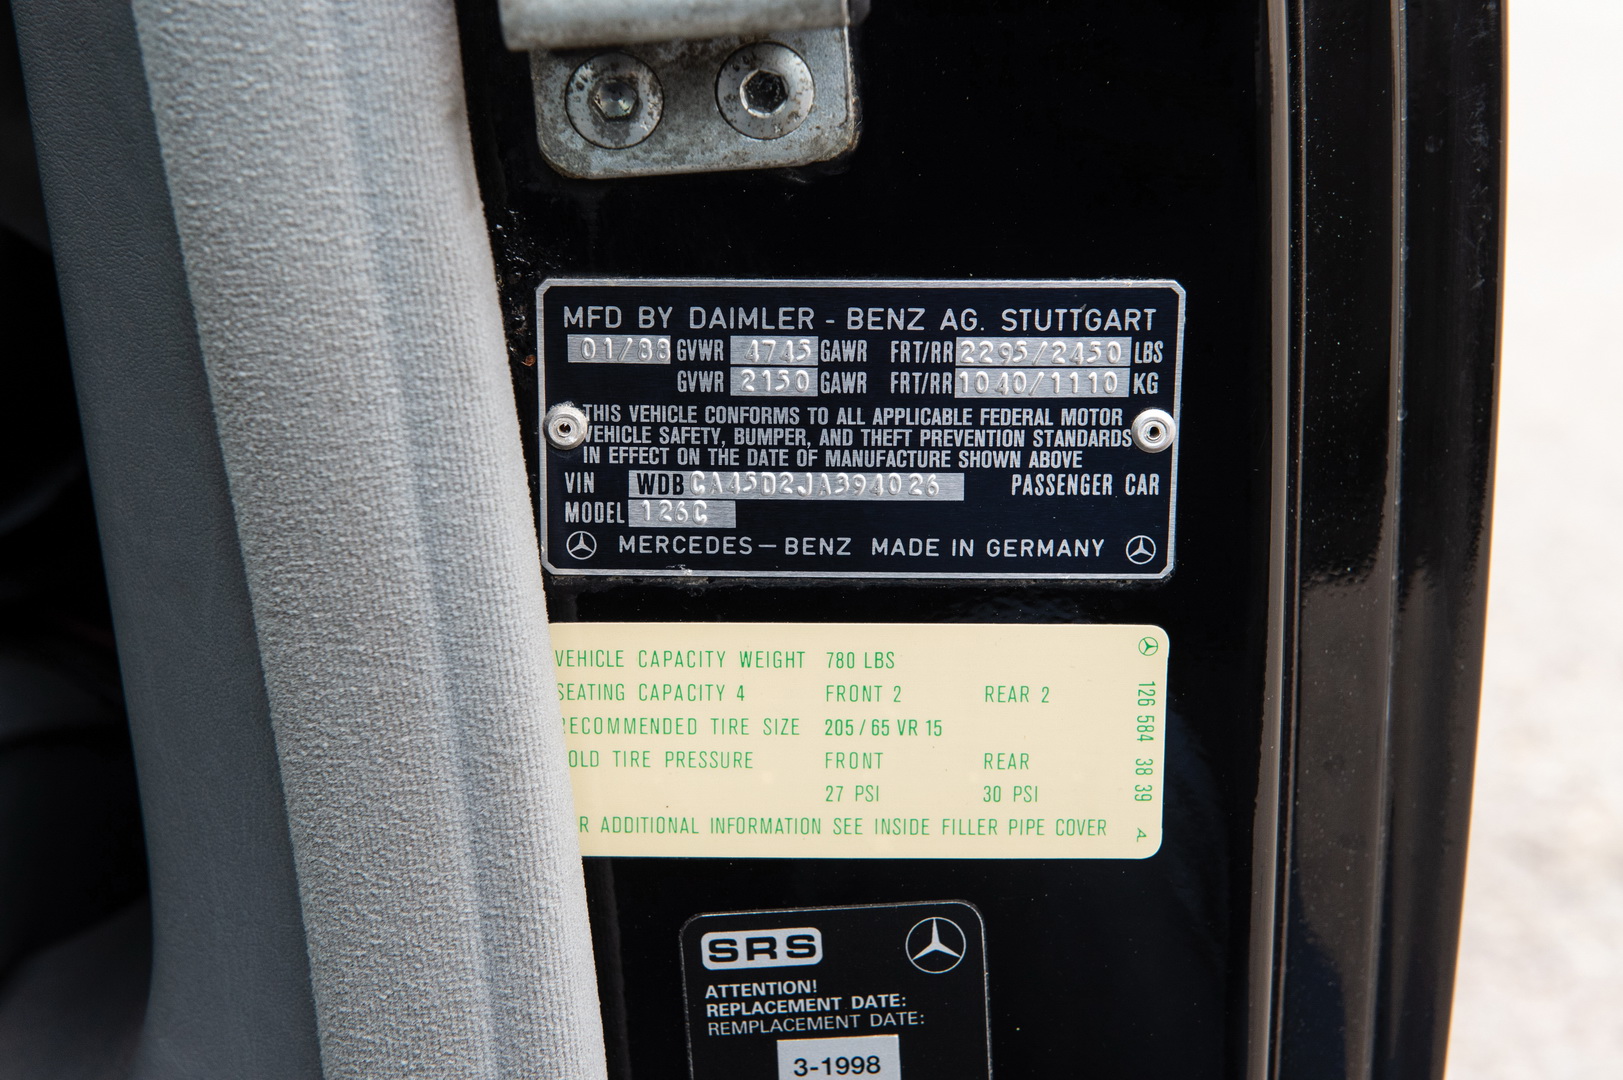 MFD BY DAIMLER - BENZ AG. STUTTGART
01/88 GVWR 4745 GAWR FRT/RR 2295/2450 LBS
GVWR 2150 GAWR FRT/RR 1040/1110 KG
THIS VEHICLE CONFORMS TO ALL APPLICABLE FEDERAL MOTOR
VEHICLE SAFETY, BUMPER, AND THEFT PREVENTION STANDARDS
IN EFFECT ON THE DATE OF MANUFACTURE SHOWN ABOVE
VIN WDBCA45D2JA394026 PASSENGER CAR
MODEL 126C
MERCEDES-BENZ MADE IN GERMANY
VEHICLE CAPACITY WEIGHT 780 LBS
SEATING CAPACITY 4 FRONT 2 REAR 2
RECOMMENDED TIRE SIZE 205/65 VR 15
OLD TIRE PRESSURE FRONT REAR
27 PSI 30 PSI
R ADDITIONAL INFORMATION SEE INSIDE FILLER PIPE COVER
126 584 38 39 A
SRS
ATTENTION!
REPLACEMENT DATE:
REMPLACEMENT DATE:
3-1998